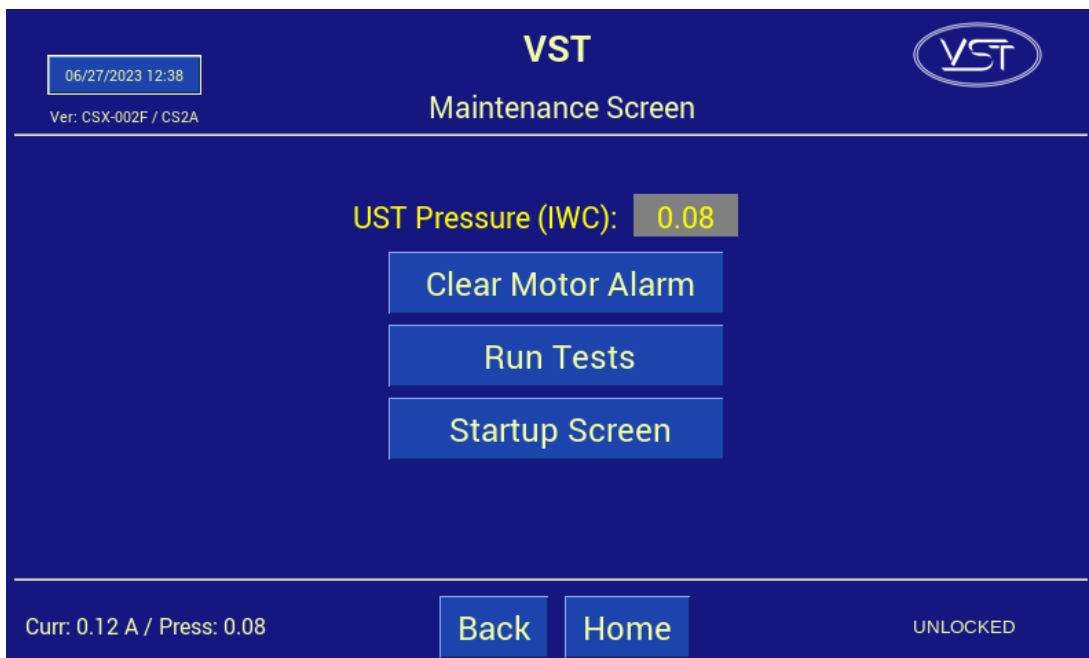 VST
VST
06/27/2023 12:38
Ver: CSX-002F / CS2A
Maintenance Screen
UST Pressure (IWC): 0.08
Clear Motor Alarm
Run Tests
Startup Screen
Curr: 0.12 A / Press: 0.08
Back
Home
UNLOCKED